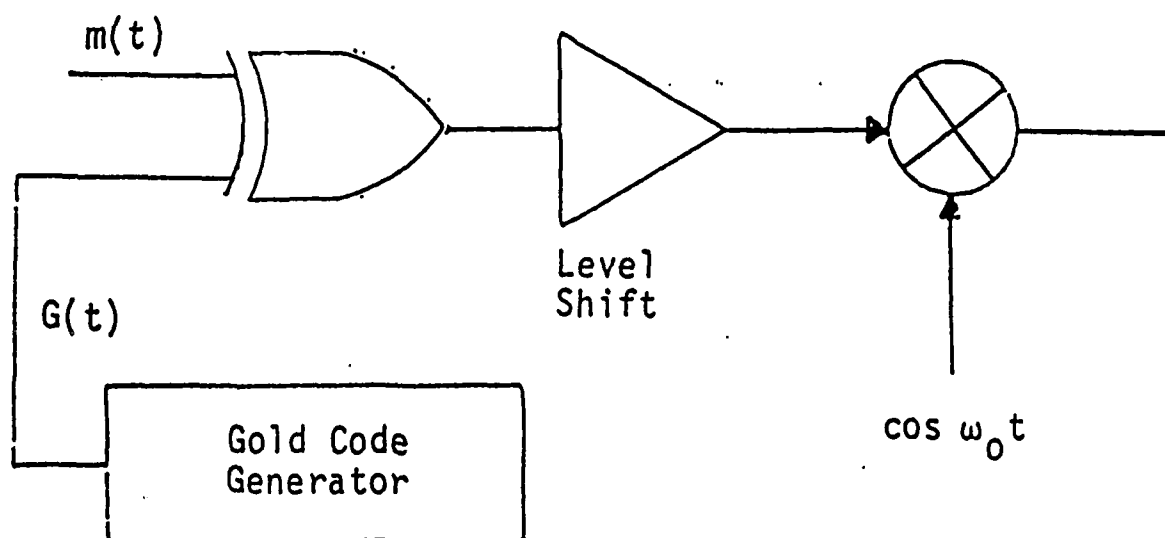 m(t)
Level
Shift
G(t)
Gold Code
Generator
cos ω₀t